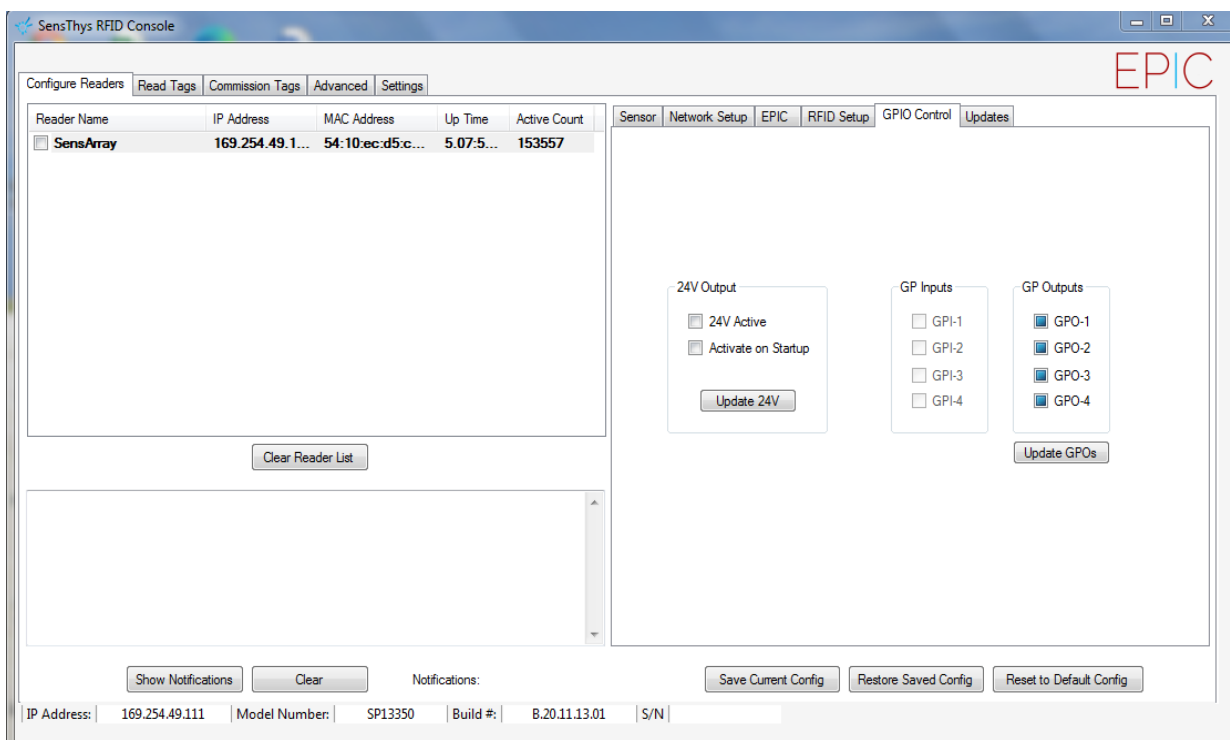 SensThys RFID Console
EPIC
Configure Readers Read Tags Commission Tags Advanced Settings
Reader Name IP Address MAC Address Up Time Active Count
SensArray 169.254.49.1... 54:10:ec:d5:c... 5.07:5... 153557
Clear Reader List
Sensor Network Setup EPIC RFID Setup GPIO Control Updates
24V Output
24V Active
Activate on Startup
Update 24V
GP Inputs
GPI-1
GPI-2
GPI-3
GPI-4
GP Outputs
GPO-1
GPO-2
GPO-3
GPO-4
Update GPOs
Show Notifications Clear Notifications:
Save Current Config Restore Saved Config Reset to Default Config
IP Address: 169.254.49.111 Model Number: SP13350 Build #: B.20.11.13.01 S/N